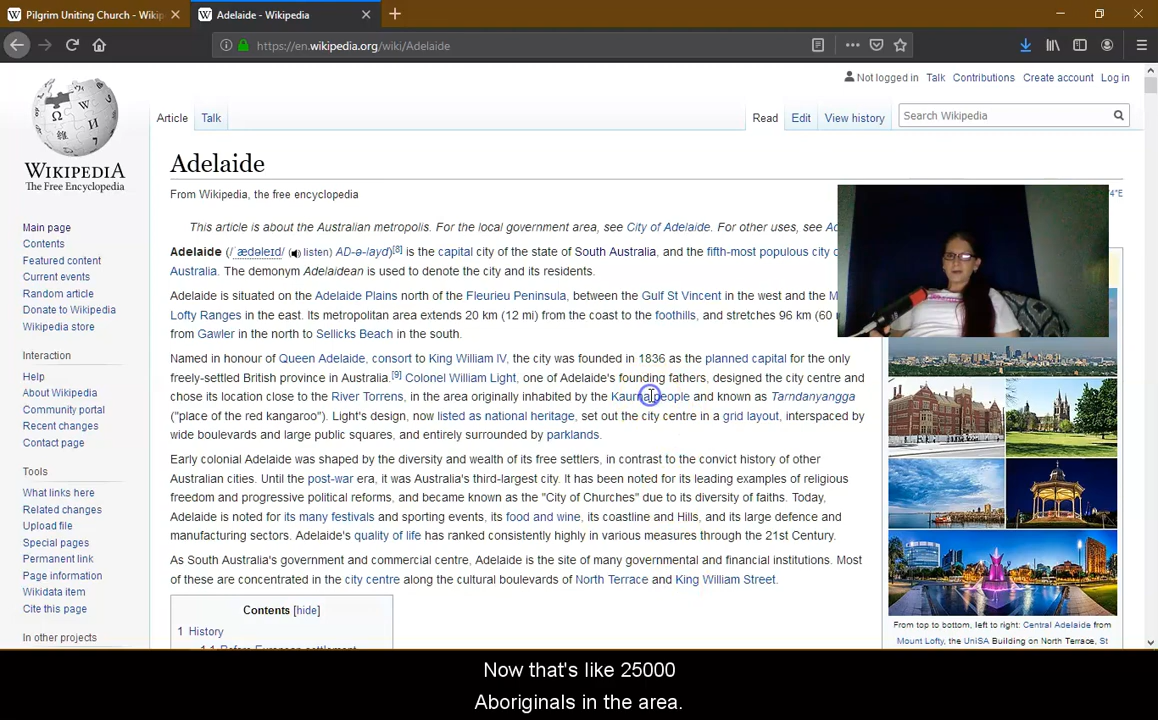 Pilgrim Uniting Church - Wikip
Adelaide - Wikipedia
https://en.wikipedia.org/wiki/Adelaide
Not logged in Talk Contributions Create account Log in
Article Talk Read Edit View history Search Wikipedia
WIKIPEDIA
The Free Encyclopedia
Main page
Contents
Featured content
Current events
Random article
Donate to Wikipedia
Wikipedia store
Interaction
Help
About Wikipedia
Community portal
Recent changes
Contact page
Tools
What links here
Related changes
Upload file
Special pages
Permanent link
Page information
Wikidata item
Cite this page
In other projects
Adelaide
From Wikipedia, the free encyclopedia
4"E
This article is about the Australian metropolis. For the local government area, see City of Adelaide. For other uses, see
Adelaide (/ˈædəleɪd/ (listen) AD-ə-layd)[8] is the capital city of the state of South Australia, and the fifth-most populous city
Australia. The demonym Adelaidean is used to denote the city and its residents.
Adelaide is situated on the Adelaide Plains north of the Fleurieu Peninsula, between the Gulf St Vincent in the west and the
Lofty Ranges in the east. Its metropolitan area extends 20 km (12 mi) from the coast to the foothills, and stretches 96 km (60
from Gawler in the north to Sellicks Beach in the south.
Named in honour of Queen Adelaide, consort to King William IV, the city was founded in 1836 as the planned capital for the only
freely-settled British province in Australia.[9] Colonel William Light, one of Adelaide's founding fathers, designed the city centre and
chose its location close to the River Torrens, in the area originally inhabited by the Kaurna people and known as Tarndanyangga
("place of the red kangaroo"). Light's design, now listed as national heritage, set out the city centre in a grid layout, interspaced by
wide boulevards and large public squares, and entirely surrounded by parklands.
Early colonial Adelaide was shaped by the diversity and wealth of its free settlers, in contrast to the convict history of other
Australian cities. Until the post-war era, it was Australia's third-largest city. It has been noted for its leading examples of religious
freedom and progressive political reforms, and became known as the "City of Churches" due to its diversity of faiths. Today,
Adelaide is noted for its many festivals and sporting events, its food and wine, its coastline and Hills, and its large defence and
manufacturing sectors. Adelaide's quality of life has ranked consistently highly in various measures through the 21st Century.
As South Australia's government and commercial centre, Adelaide is the site of many governmental and financial institutions. Most
of these are concentrated in the city centre along the cultural boulevards of North Terrace and King William Street.
Contents [hide]
1 History
1.1 Before European settlement
From top to bottom, left to right: Central Adelaide from
Mount Lofty, the UniSA Building on North Terrace, St
Now that's like 25000
Aboriginals in the area.